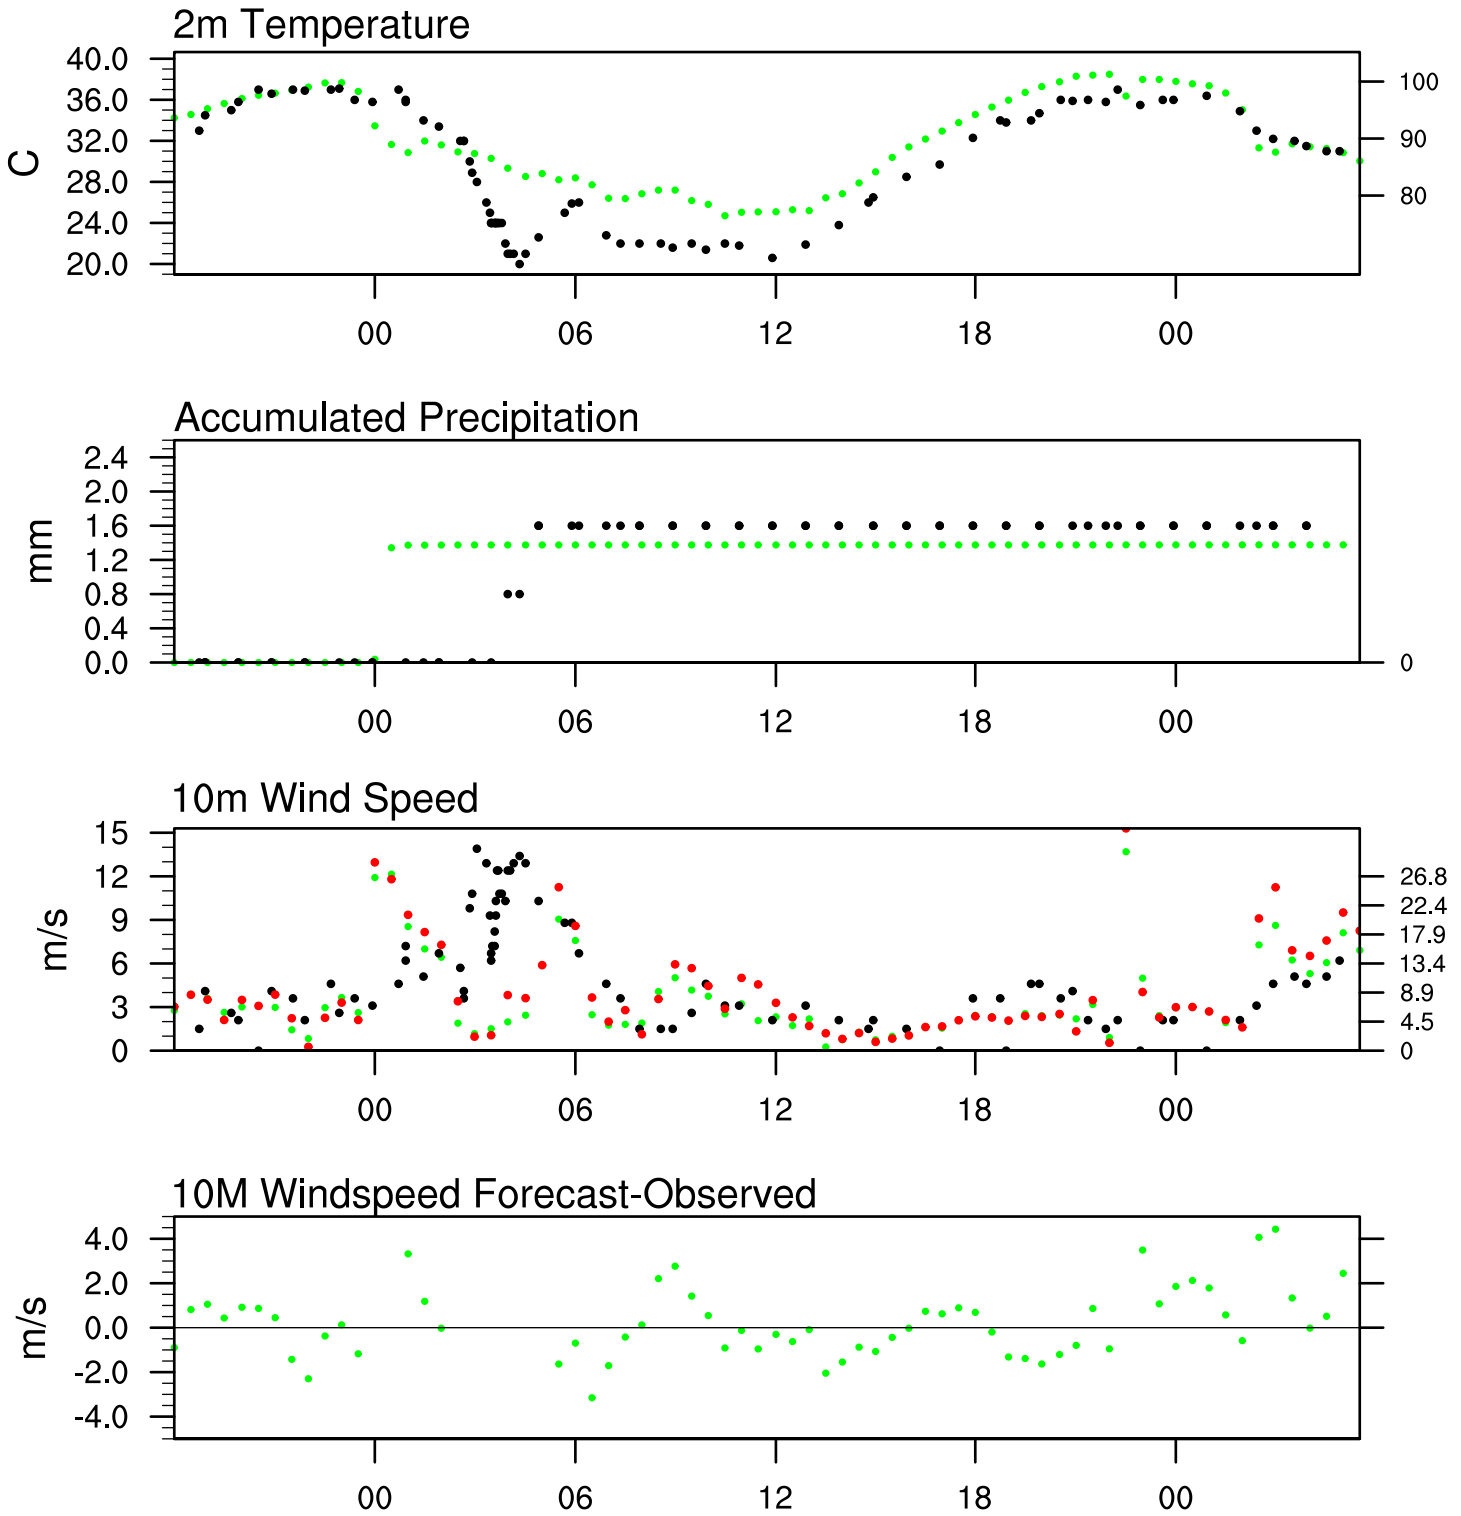 2m Temperature
40.0
36.0
32.0
28.0
24.0
20.0
C
100
90
80
00 06 12 18 00
Accumulated Precipitation
2.4
2.0
1.6
1.2
0.8
0.4
0.0
mm
0
00 06 12 18 00
10m Wind Speed
15
12
9
6
3
0
m/s
26.8
22.4
17.9
13.4
8.9
4.5
0
00 06 12 18 00
10M Windspeed Forecast-Observed
4.0
2.0
0.0
-2.0
-4.0
m/s
00 06 12 18 00